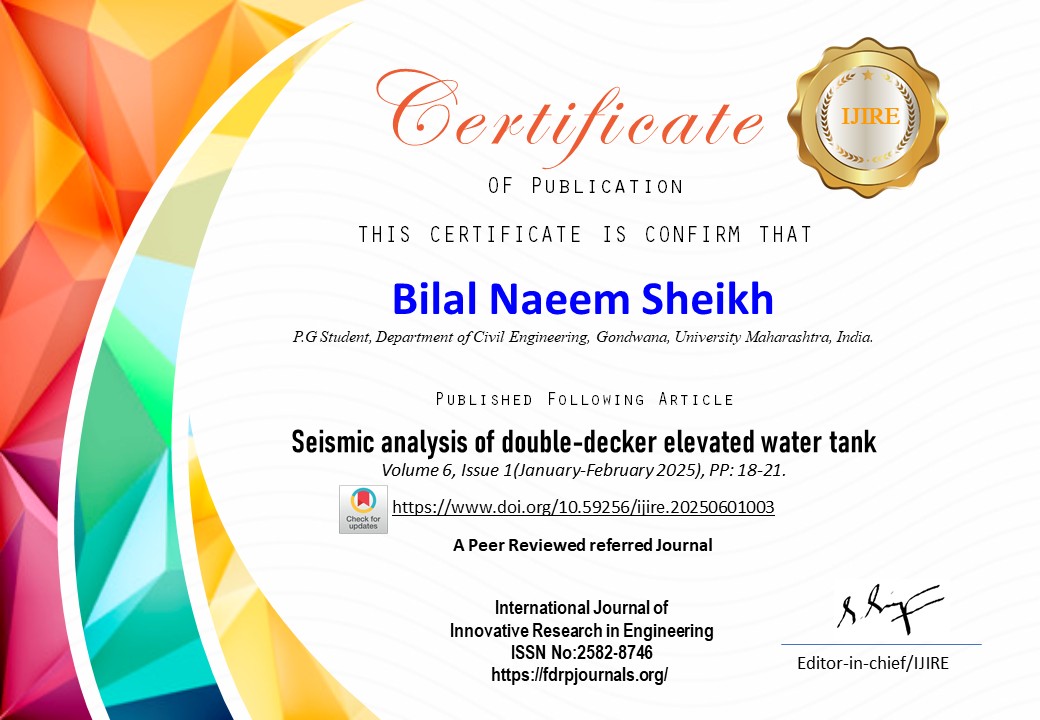 Certificate
IJIRE
OF PUBLICATION
THIS CERTIFICATE IS CONFIRM THAT
Bilal Naeem Sheikh
P.G Student, Department of Civil Engineering, Gondwana, University Maharashtra, India.
PUBLISHED FOLLOWING ARTICLE
Seismic analysis of double-decker elevated water tank
Volume 6, Issue 1(January-February 2025), PP: 18-21.
Check for
updates
https://www.doi.org/10.59256/ijire.20250601003
A Peer Reviewed referred Journal
International Journal of
Innovative Research in Engineering
ISSN No:2582-8746
https://fdrpjournals.org/
Editor-in-chief/IJIRE